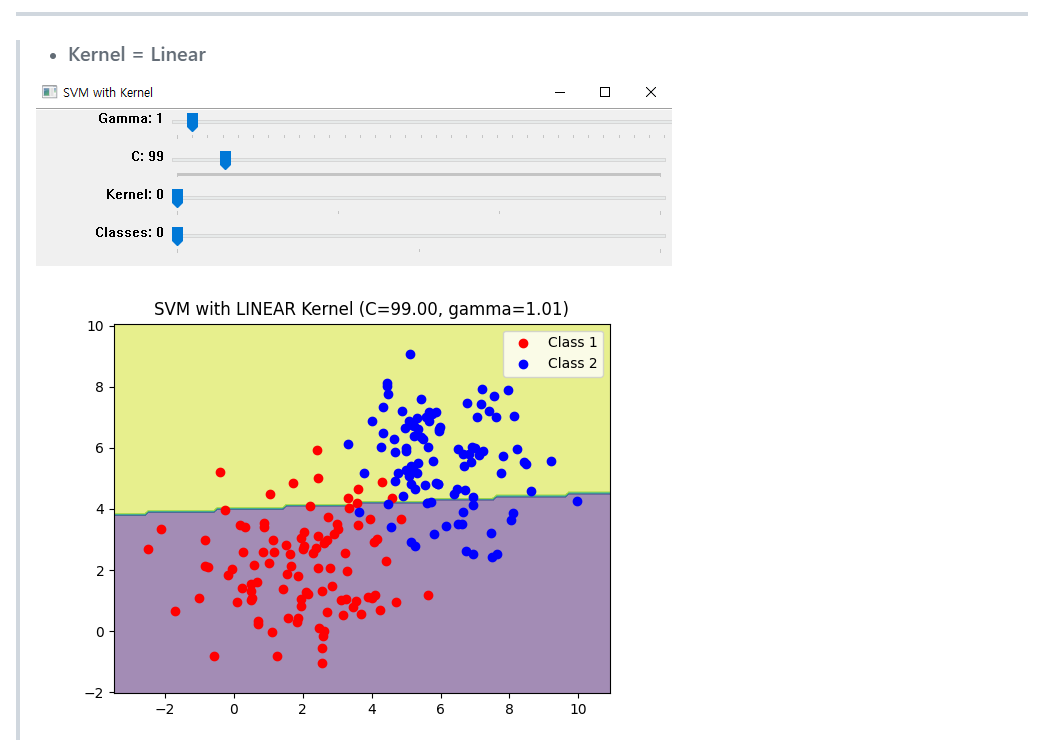 Kernel = Linear
SVM with Kernel
Gamma: 1
C: 99
Kernel: 0
Classes: 0
SVM with LINEAR Kernel (C=99.00, gamma=1.01)
Class 1
Class 2
10
8
6
4
2
0
−2
−2 0 2 4 6 8 10